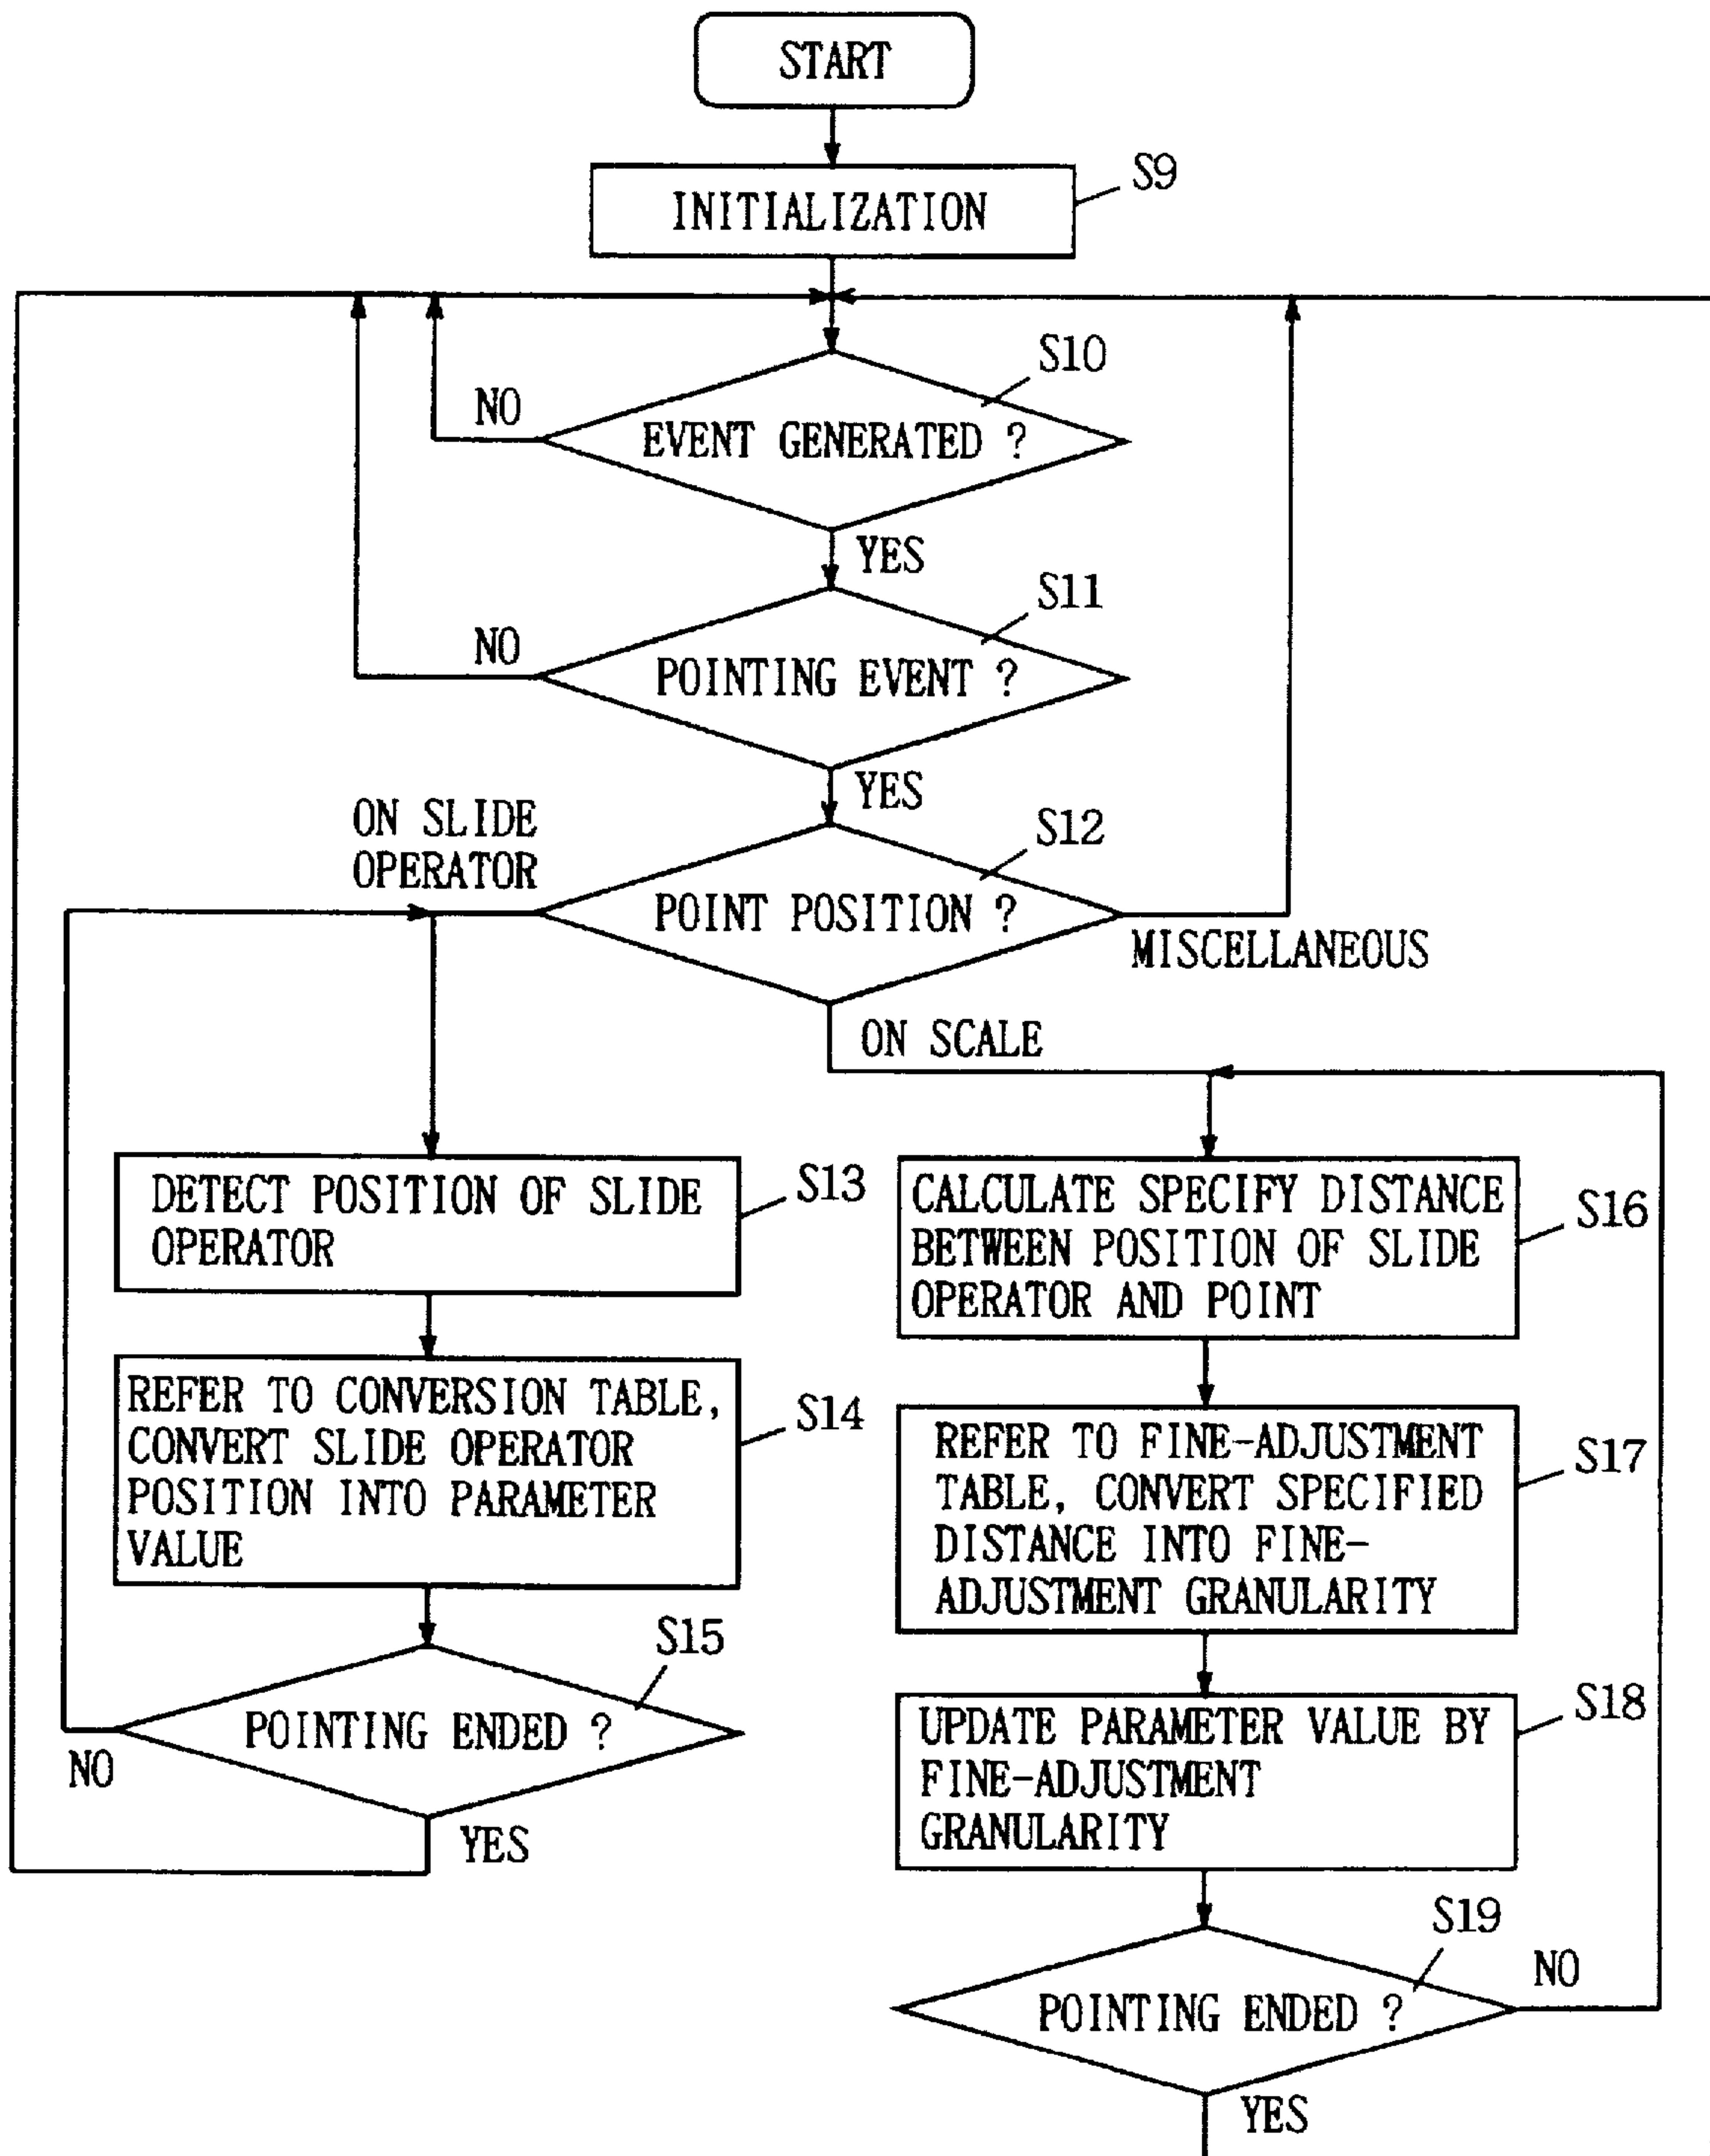 START
INITIALIZATION
S9
S10
NO
EVENT GENERATED ?
YES
S11
NO
POINTING EVENT ?
YES
ON SLIDE
OPERATOR
S12
POINT POSITION ?
MISCELLANEOUS
ON SCALE
DETECT POSITION OF SLIDE
OPERATOR
S13
REFER TO CONVERSION TABLE,
CONVERT SLIDE OPERATOR
POSITION INTO PARAMETER
VALUE
S14
S15
POINTING ENDED ?
NO
YES
CALCULATE SPECIFY DISTANCE
BETWEEN POSITION OF SLIDE
OPERATOR AND POINT
S16
REFER TO FINE-ADJUSTMENT
TABLE, CONVERT SPECIFIED
DISTANCE INTO FINE-
ADJUSTMENT GRANULARITY
S17
UPDATE PARAMETER VALUE BY
FINE-ADJUSTMENT
GRANULARITY
S18
S19
NO
POINTING ENDED ?
YES